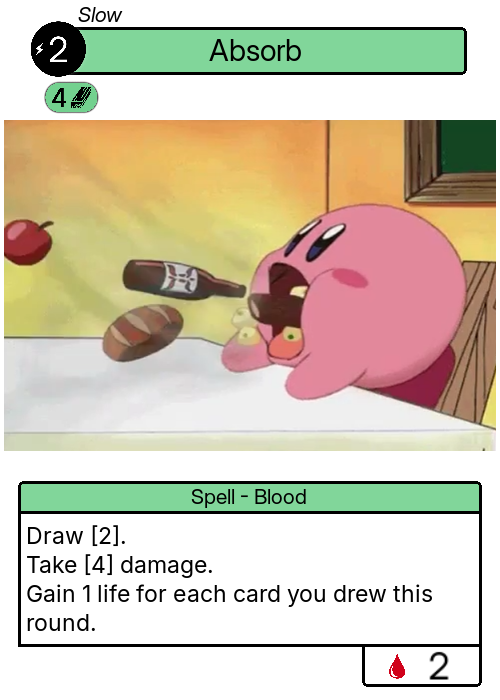 Slow
2
Absorb
4
Spell - Blood
Draw [2].
Take [4] damage.
Gain 1 life for each card you drew this
round.
2